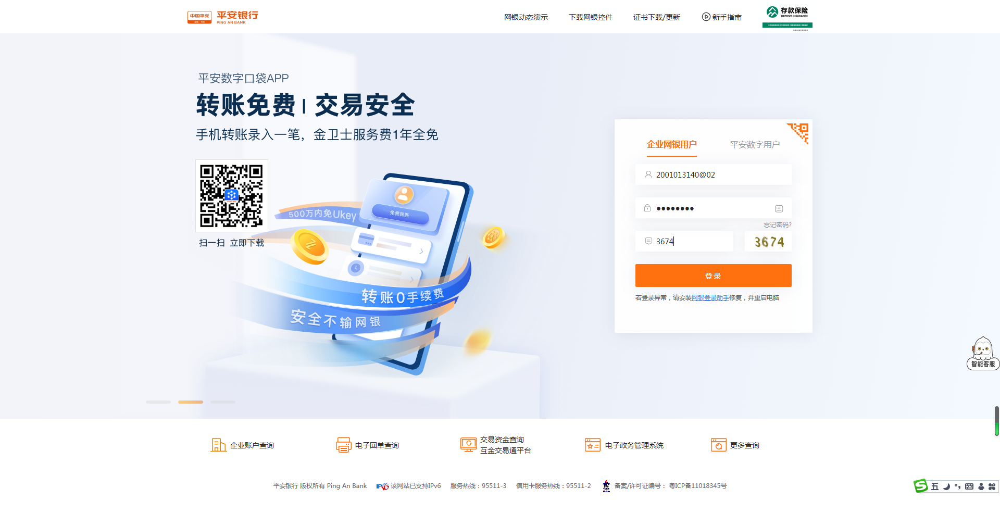 中国平安
金融·科技
平安银行
PING AN BANK
网银动态演示
下载网银控件
证书下载/更新
新手指南
存款保险
DEPOSIT INSURANCE
平安数字口袋APP
转账免费 | 交易安全
手机转账录入一笔，金卫士服务费1年全免
扫一扫 立即下载
免费转账
500万内免Ukey
转账0手续费
安全不输网银
企业网银用户
平安数字用户
2001013140@02
●●●●●●●●
忘记密码?
3674
3674
登录
若登录异常，请安装网银登录助手修复，并重启电脑
智能客服
企业账户查询
电子回单查询
交易资金查询
互金交易通平台
电子政务管理系统
更多查询
平安银行 版权所有 Ping An Bank
IPV6 该网站已支持IPv6
服务热线：95511-3
信用卡服务热线：95511-2
备案/许可证编号： 粤ICP备11018345号
S 五